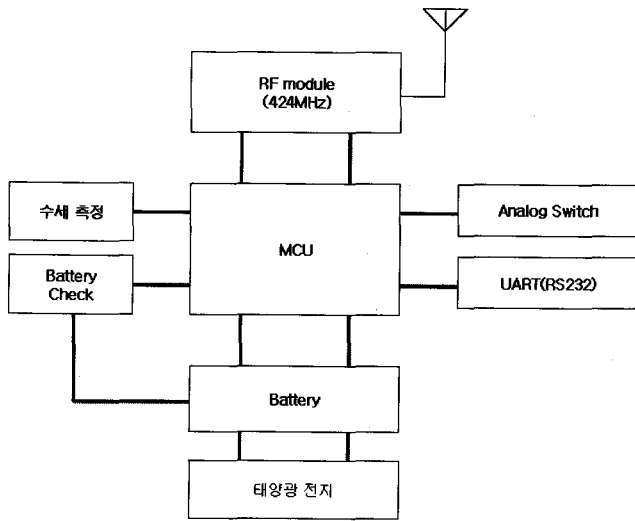 RF module
(424MHz)
수세 측정
MCU
Analog Switch
Battery
Check
UART(RS232)
Battery
태양광 전지